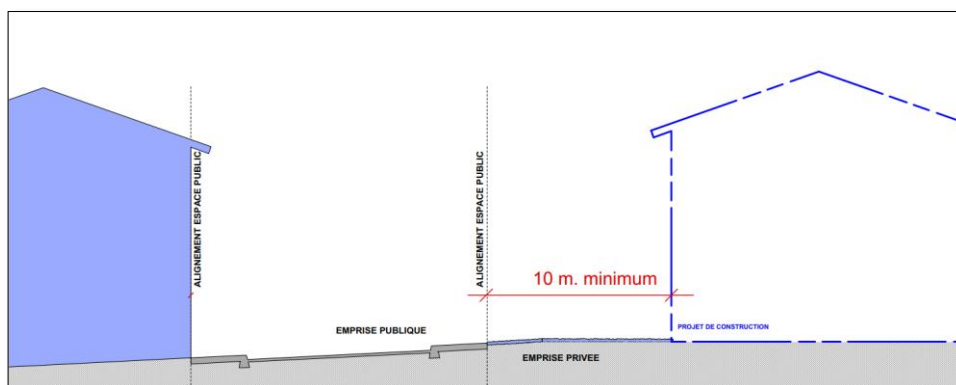 ALIGNEMENT ESPACE PUBLIC
ALIGNEMENT ESPACE PUBLIC
10 m. minimum
EMPRISE PUBLIQUE
PROJET DE CONSTRUCTION
EMPRISE PRIVEE